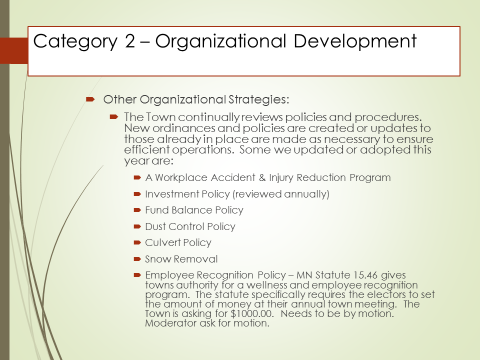 Category 2 – Organizational Development
Other Organizational Strategies:
The Town continually reviews policies and procedures.
New ordinances and policies are created or updates to
those already in place are made as necessary to ensure
efficient operations.  Some we updated or adopted this
year are:
A Workplace Accident & Injury Reduction Program
Investment Policy (reviewed annually)
Fund Balance Policy
Dust Control Policy
Culvert Policy
Snow Removal
Employee Recognition Policy – MN Statute 15.46 gives
towns authority for a wellness and employee recognition
program.  The statute specifically requires the electors to set
the amount of money at their annual town meeting.  The
Town is asking for $1000.00.  Needs to be by motion.
Moderator ask for motion.